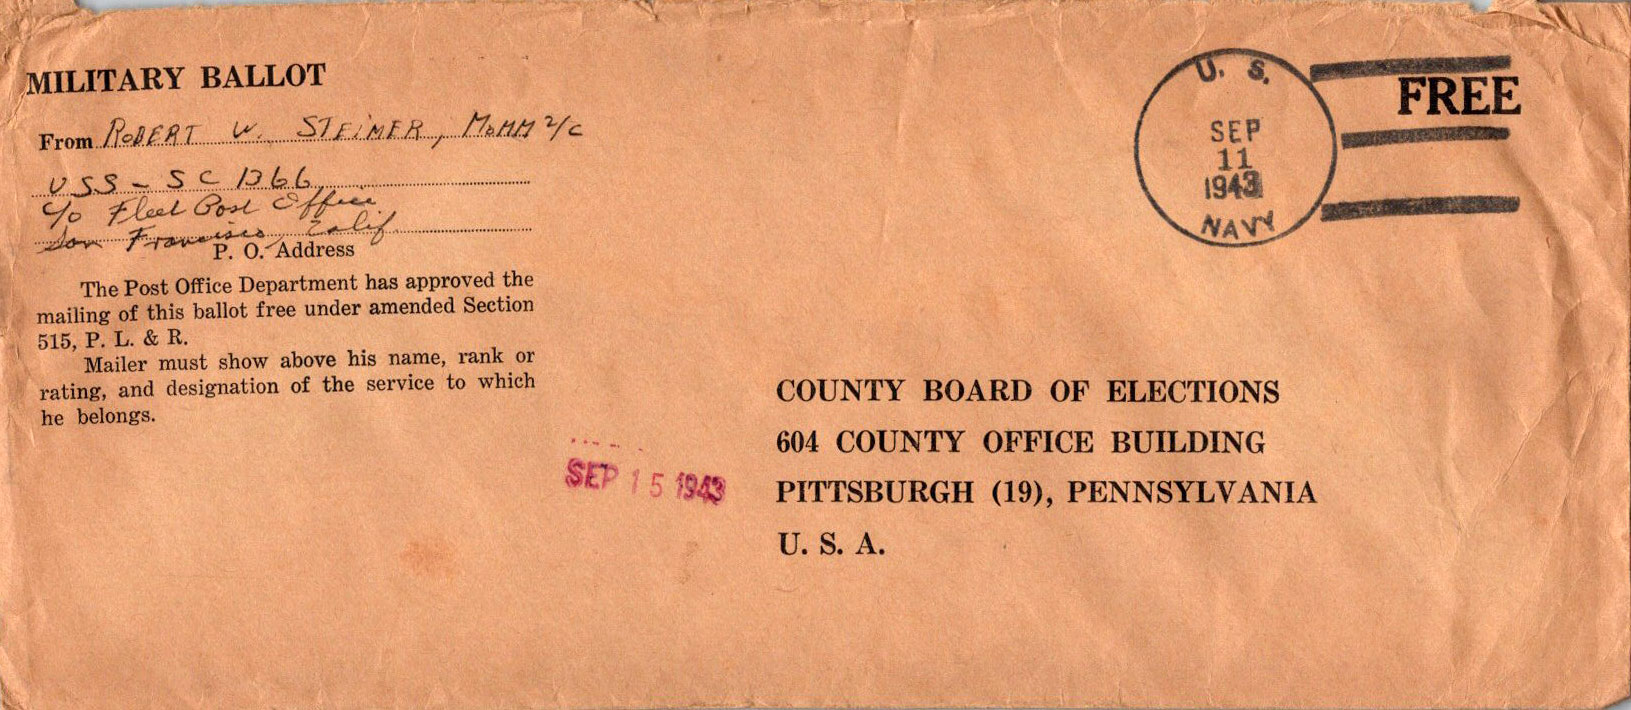 MILITARY BALLOT
From ROBERT W. STEIMER, MoMM 2/C
USS - SC 1366
c/o Fleet Post Office
San Francisco, Calif.
P. O. Address
The Post Office Department has approved the
mailing of this ballot free under amended Section
515, P. L. & R.
Mailer must show above his name, rank or
rating, and designation of the service to which
he belongs.
U. S.
SEP
11
1943
NAVY
FREE
SEP 15 1943
COUNTY BOARD OF ELECTIONS
604 COUNTY OFFICE BUILDING
PITTSBURGH (19), PENNSYLVANIA
U. S. A.